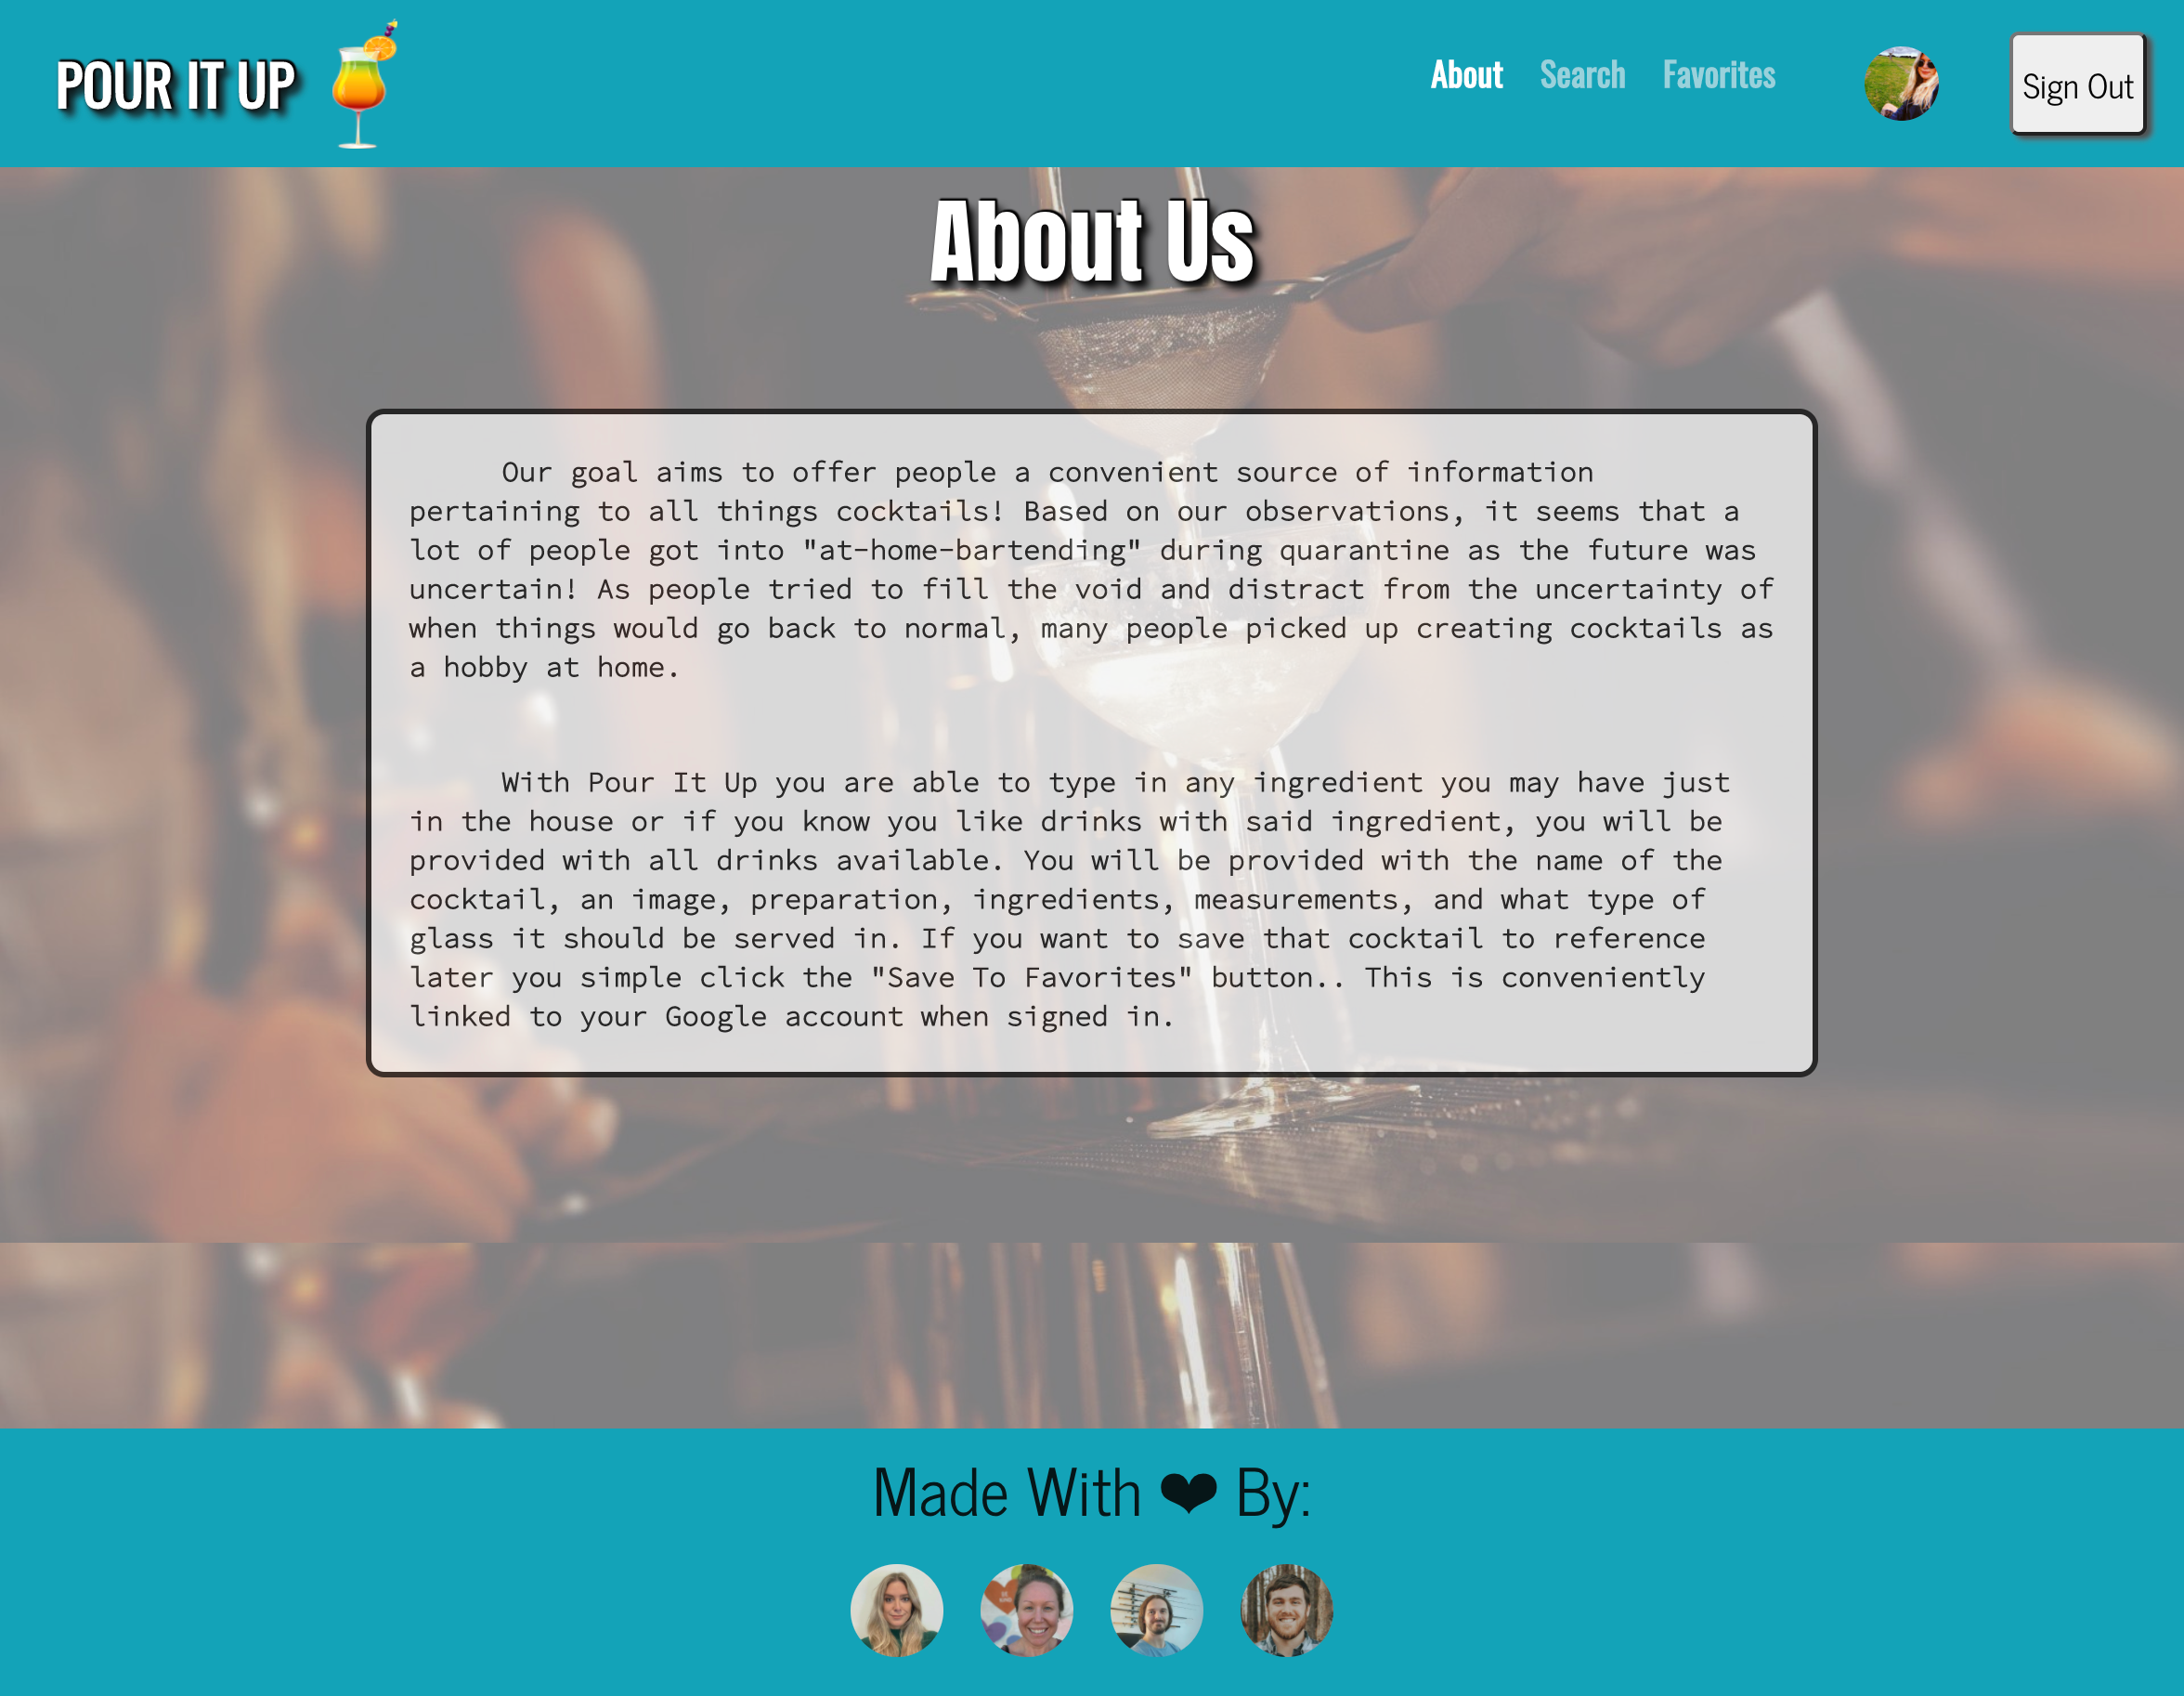 POUR IT UP
About Search Favorites
Sign Out
About Us
Our goal aims to offer people a convenient source of information
pertaining to all things cocktails! Based on our observations, it seems that a
lot of people got into "at-home-bartending" during quarantine as the future was
uncertain! As people tried to fill the void and distract from the uncertainty of
when things would go back to normal, many people picked up creating cocktails as
a hobby at home.
With Pour It Up you are able to type in any ingredient you may have just
in the house or if you know you like drinks with said ingredient, you will be
provided with all drinks available. You will be provided with the name of the
cocktail, an image, preparation, ingredients, measurements, and what type of
glass it should be served in. If you want to save that cocktail to reference
later you simple click the "Save To Favorites" button.. This is conveniently
linked to your Google account when signed in.
Made With ❤ By: